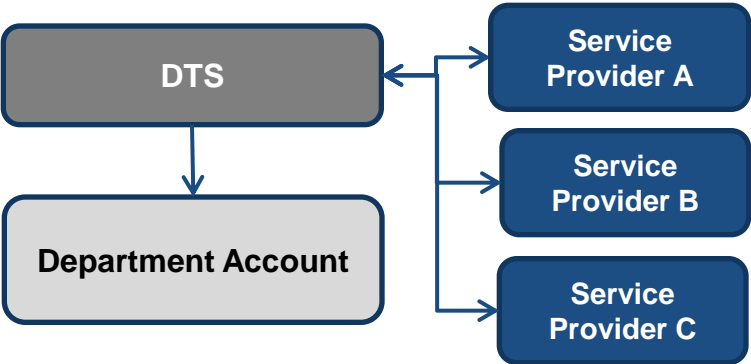 DTS
Service
Provider A
Service
Provider B
Department Account
Service
Provider C